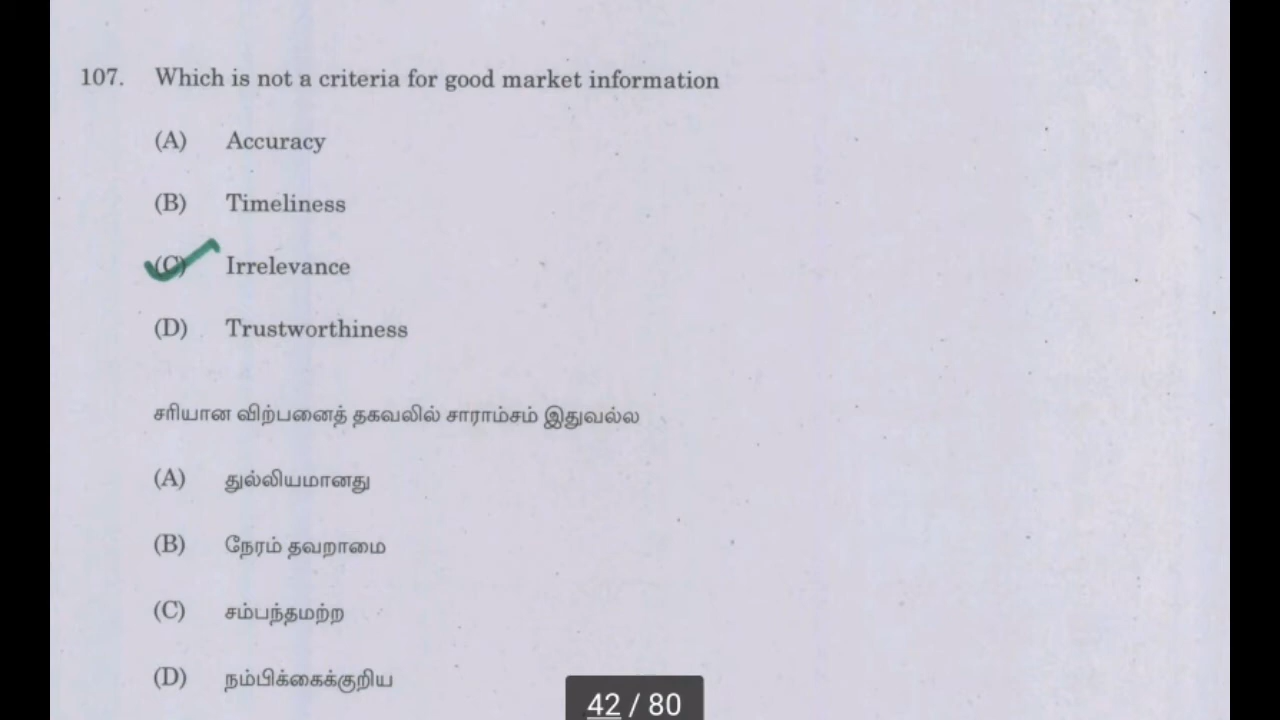 107. Which is not a criteria for good market information
(A) Accuracy
(B) Timeliness
(C) Irrelevance
(D) Trustworthiness
சரியான விற்பனைத் தகவலில் சாராம்சம் இதுவல்ல
(A) துல்லியமானது
(B) நேரம் தவறாமை
(C) சம்பந்தமற்ற
(D) நம்பிக்கைக்குறிய
42 / 80